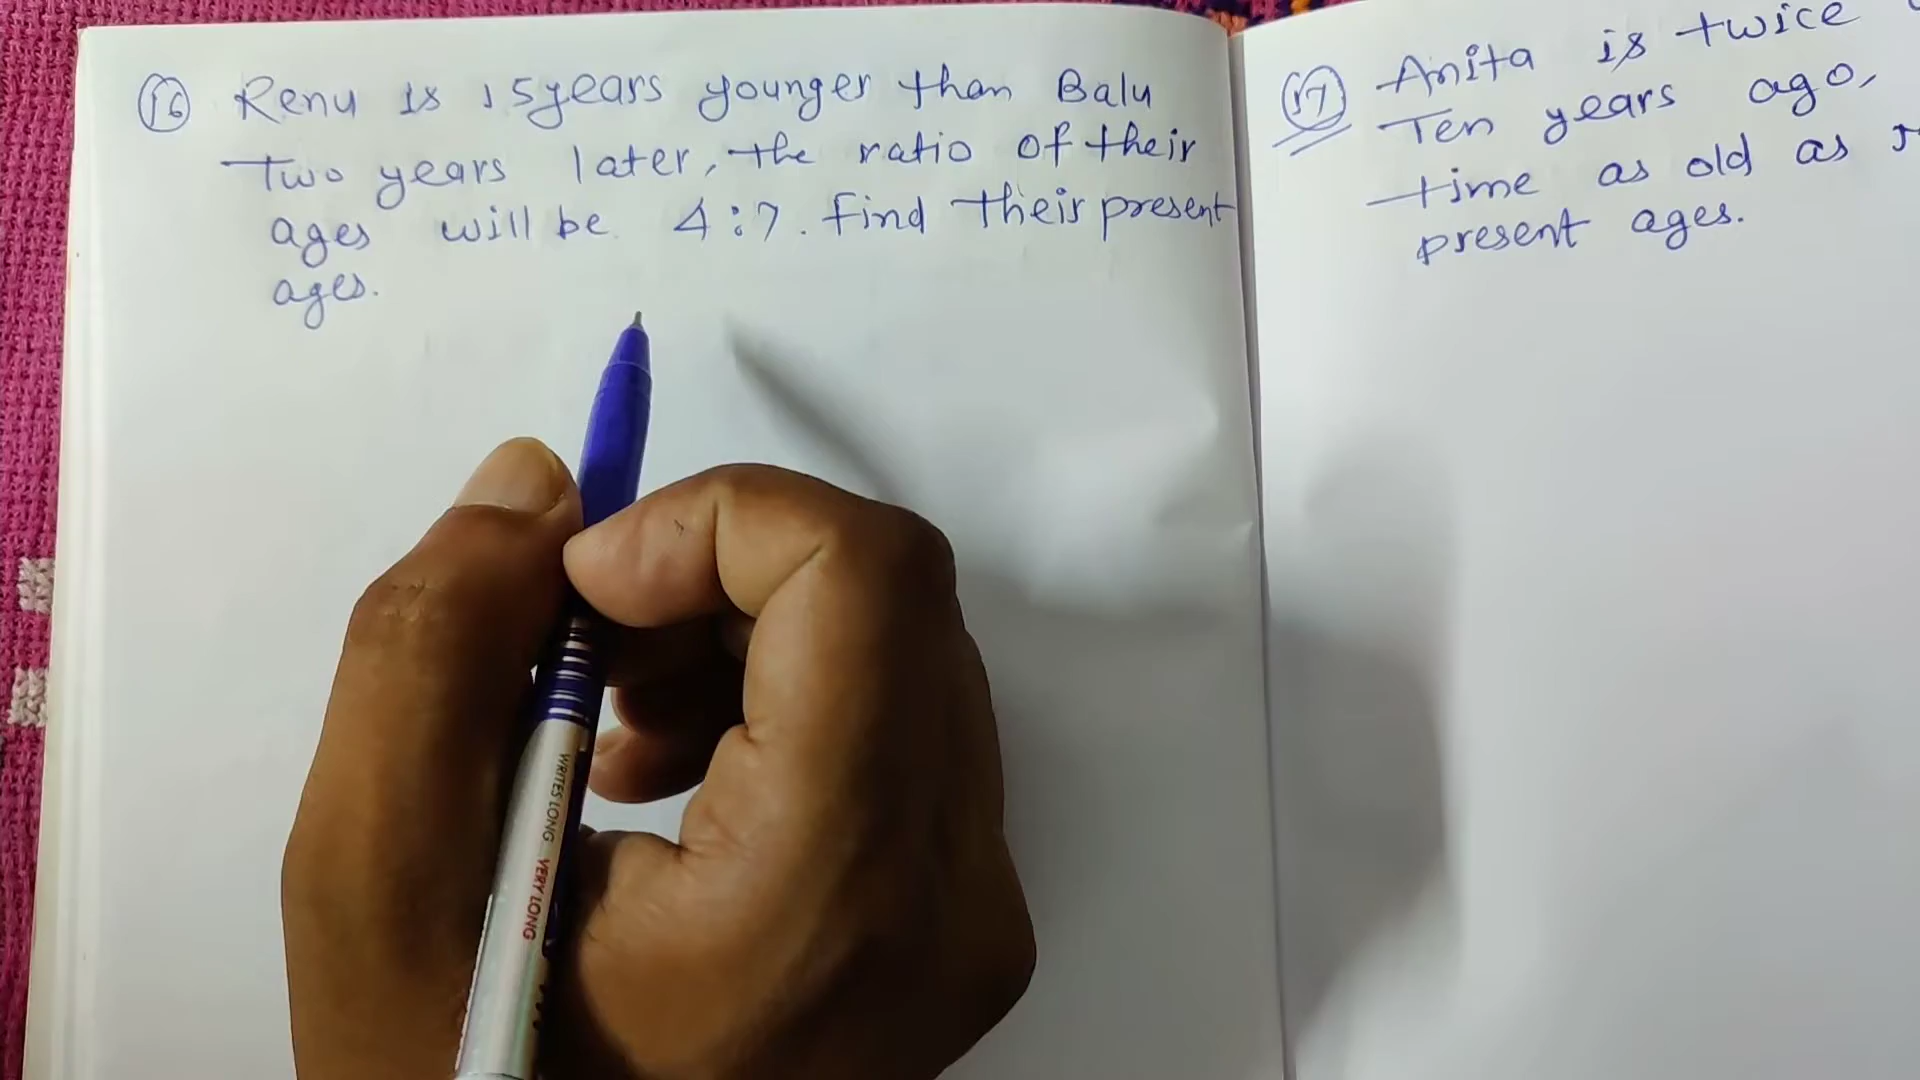 16 Renu is 15years younger than Balu
Two years later, the ratio of their
ages will be 4:7. find their present
ages.
17 Anita is twice
Ten years ago,
time as old as
present ages.
WRITES LONG VERY LONG